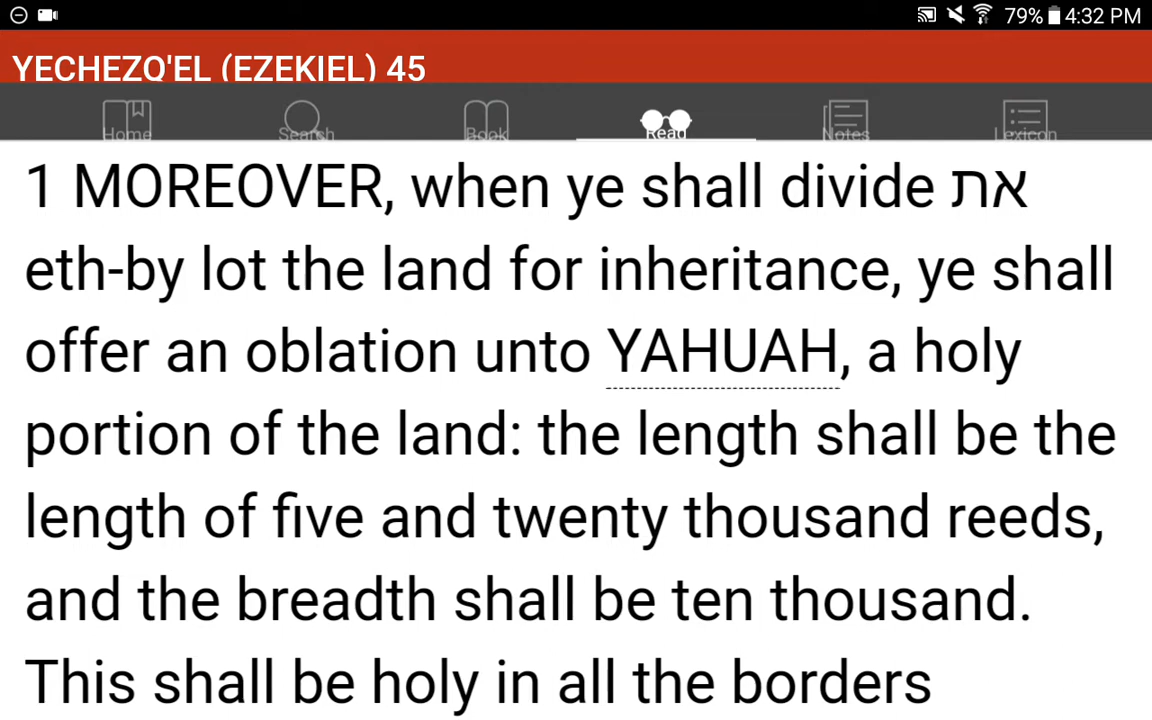 79% 4:32 PM
YECHEZQ'EL (EZEKIEL) 45
Home Search Book Read Notes Lexicon
1 MOREOVER, when ye shall divide את
eth-by lot the land for inheritance, ye shall
offer an oblation unto YAHUAH, a holy
portion of the land: the length shall be the
length of five and twenty thousand reeds,
and the breadth shall be ten thousand.
This shall be holy in all the borders